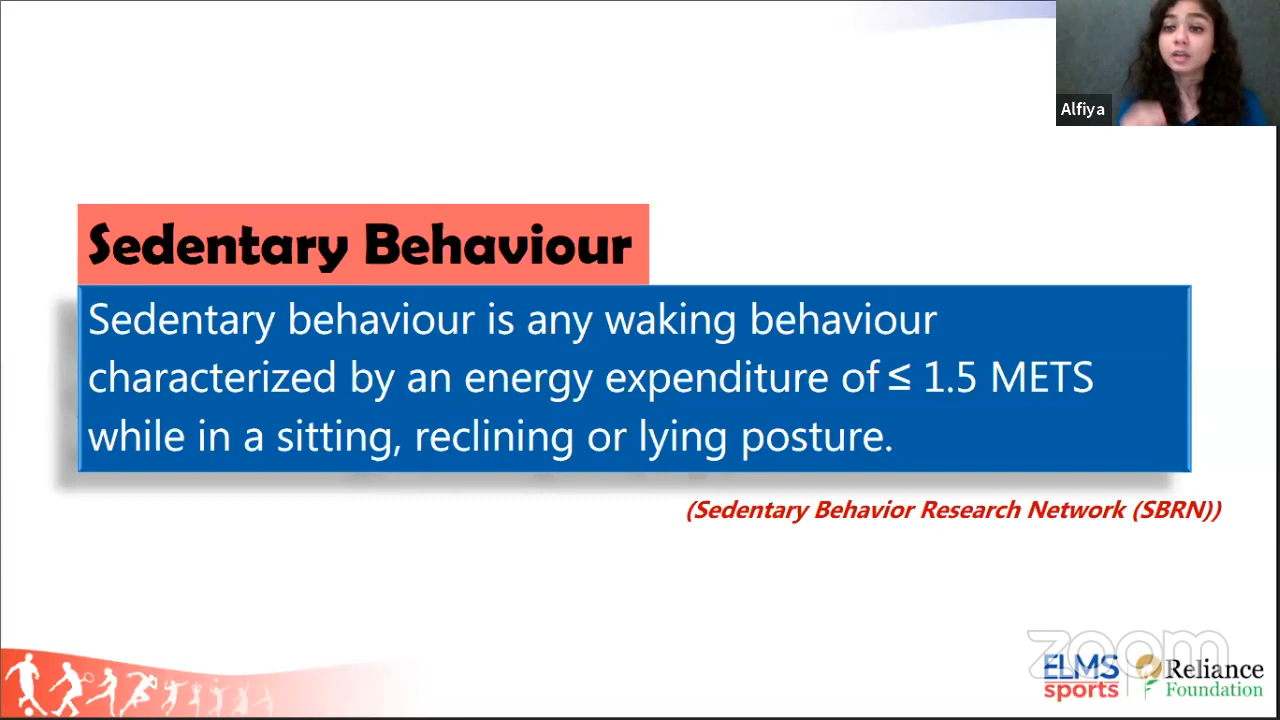 Alfiya
Sedentary Behaviour
Sedentary behaviour is any waking behaviour
characterized by an energy expenditure of ≤ 1.5 METS
while in a sitting, reclining or lying posture.
(Sedentary Behavior Research Network (SBRN))
zoom
ELMS
sports
Reliance
Foundation